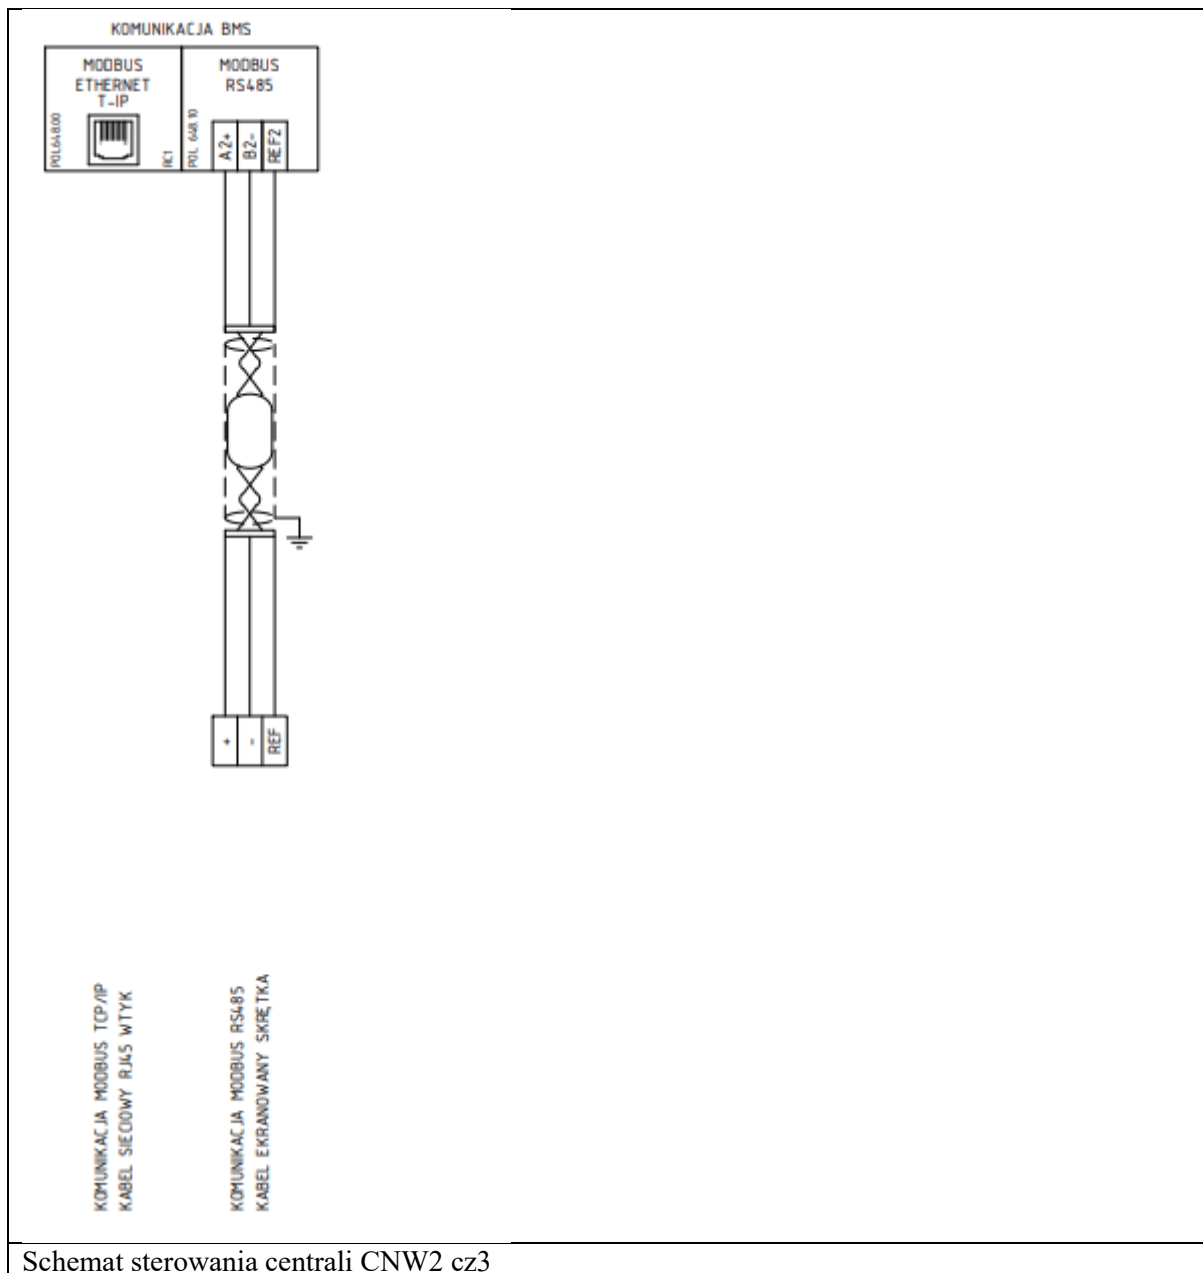 KOMUNIKACJA BMS
MODBUS
ETHERNET
T-IP
POL648.00
AC1
MODBUS
RS485
POL 648.10
A2+
B2-
REF2
+
-
REF
KOMUNIKACJA MODBUS TCP/IP
KABEL SIECIOWY RJ45 WTYK
KOMUNIKACJA MODBUS RS485
KABEL EKRANOWANY SKRĘTKA
Schemat sterowania centrali CNW2 cz3